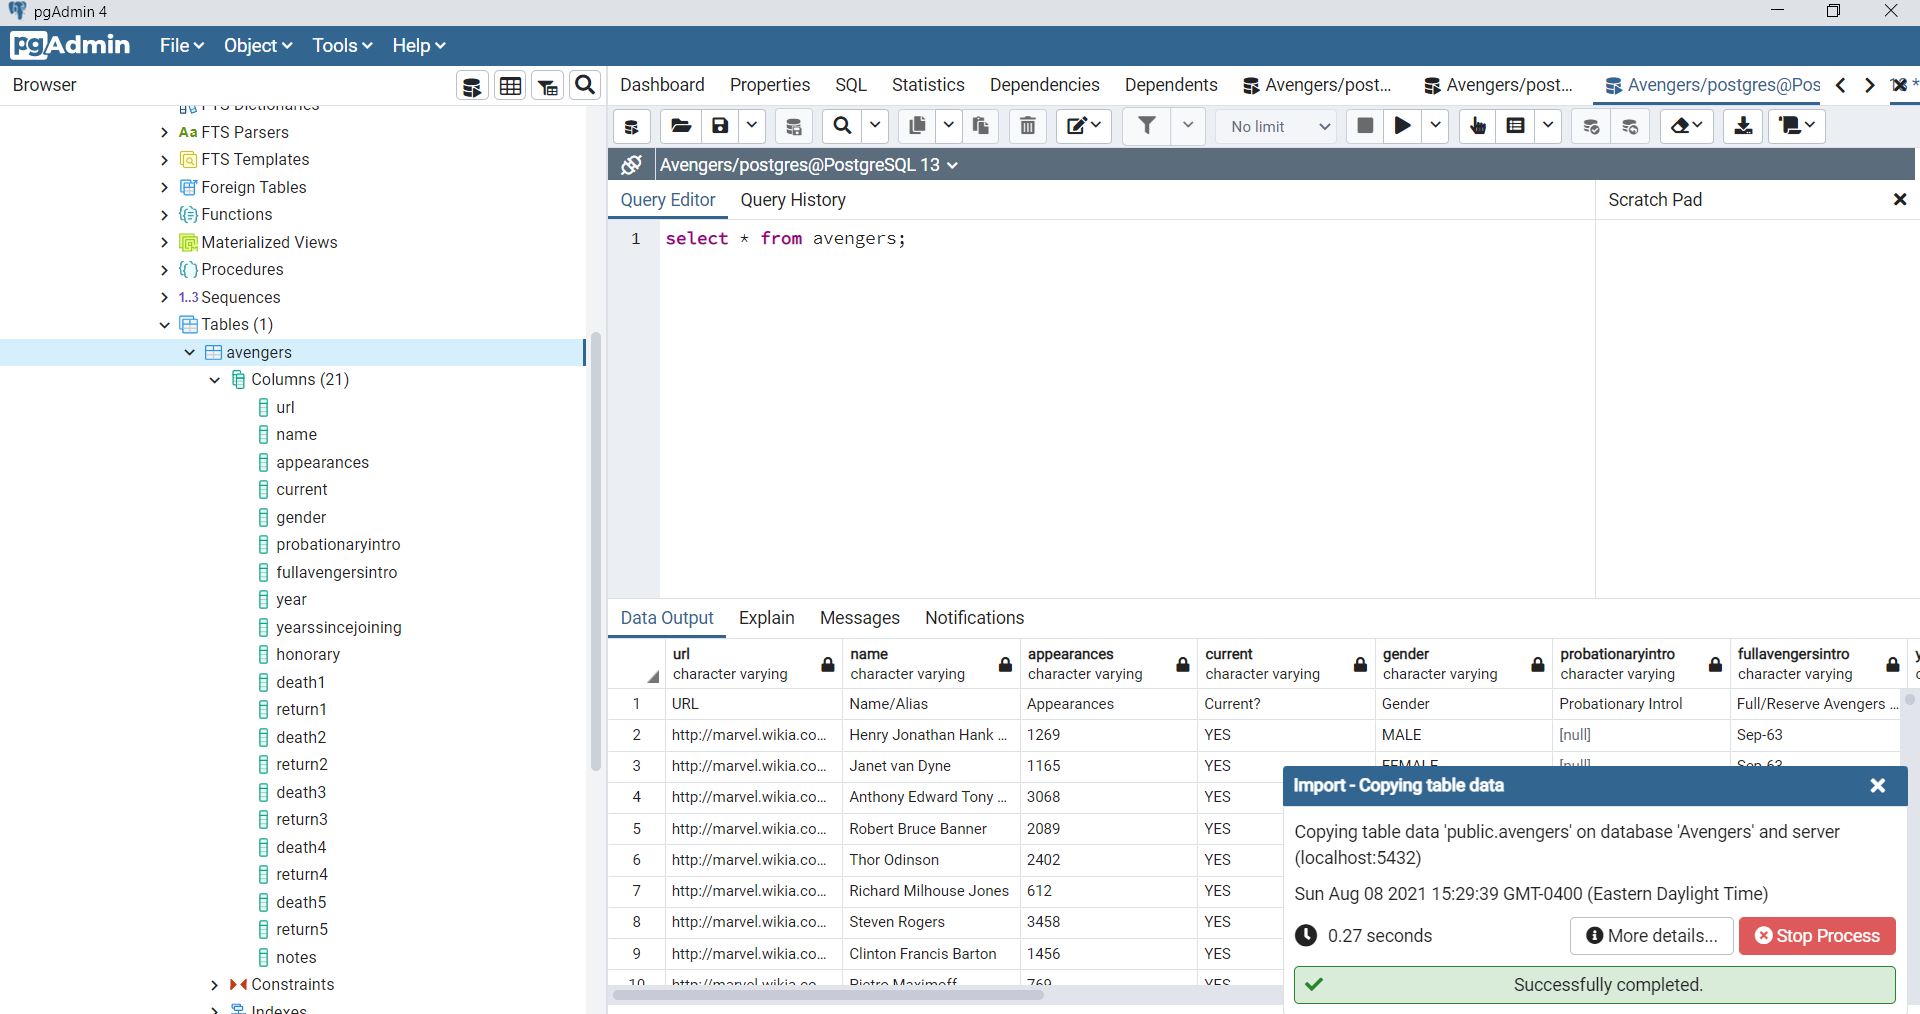 pgAdmin 4
pgAdmin File Object Tools Help
Browser
Dashboard Properties SQL Statistics Dependencies Dependents Avengers/post... Avengers/post... Avengers/postgres@Pos
FTS Dictionaries
Aa FTS Parsers
FTS Templates
Foreign Tables
Functions
Materialized Views
Procedures
1..3 Sequences
Tables (1)
avengers
Columns (21)
url
name
appearances
current
gender
probationaryintro
fullavengersintro
year
yearssincejoining
honorary
death1
return1
death2
return2
death3
return3
death4
return4
death5
return5
notes
Constraints
Indexes
No limit
Avengers/postgres@PostgreSQL 13
Query Editor Query History
Scratch Pad
1 select * from avengers;
Data Output Explain Messages Notifications
url name appearances current gender probationaryintro fullavengersintro
character varying character varying character varying character varying character varying character varying character varying
1 URL Name/Alias Appearances Current? Gender Probationary Introl Full/Reserve Avengers ...
2 http://marvel.wikia.co... Henry Jonathan Hank ... 1269 YES MALE [null] Sep-63
3 http://marvel.wikia.co... Janet van Dyne 1165 YES FEMALE [null] Sep-63
4 http://marvel.wikia.co... Anthony Edward Tony ... 3068 YES
5 http://marvel.wikia.co... Robert Bruce Banner 2089 YES
6 http://marvel.wikia.co... Thor Odinson 2402 YES
7 http://marvel.wikia.co... Richard Milhouse Jones 612 YES
8 http://marvel.wikia.co... Steven Rogers 3458 YES
9 http://marvel.wikia.co... Clinton Francis Barton 1456 YES
10 http://marvel.wikia.co... Pietro Maximoff 769 YES
Import - Copying table data
Copying table data 'public.avengers' on database 'Avengers' and server
(localhost:5432)
Sun Aug 08 2021 15:29:39 GMT-0400 (Eastern Daylight Time)
0.27 seconds
More details... Stop Process
Successfully completed.